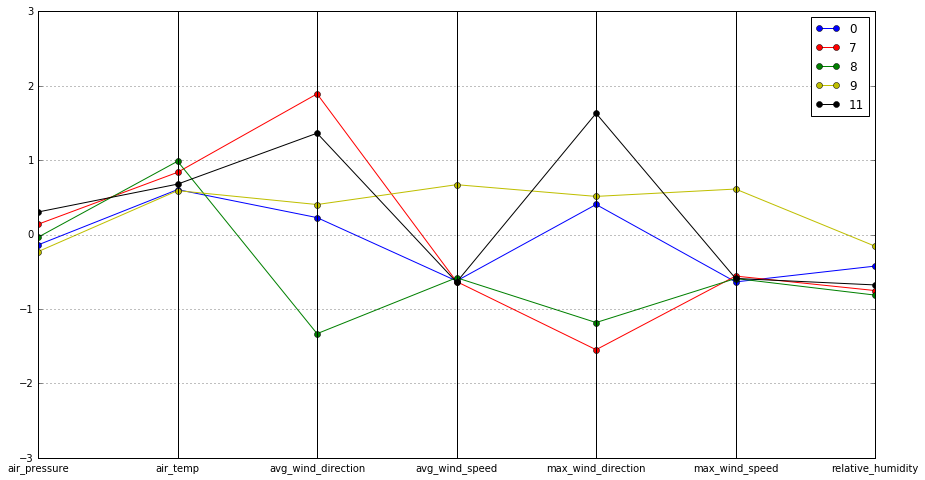 3
2
1
0
−1
−2
−3
air_pressure
air_temp
avg_wind_direction
avg_wind_speed
max_wind_direction
max_wind_speed
relative_humidity
0
7
8
9
11